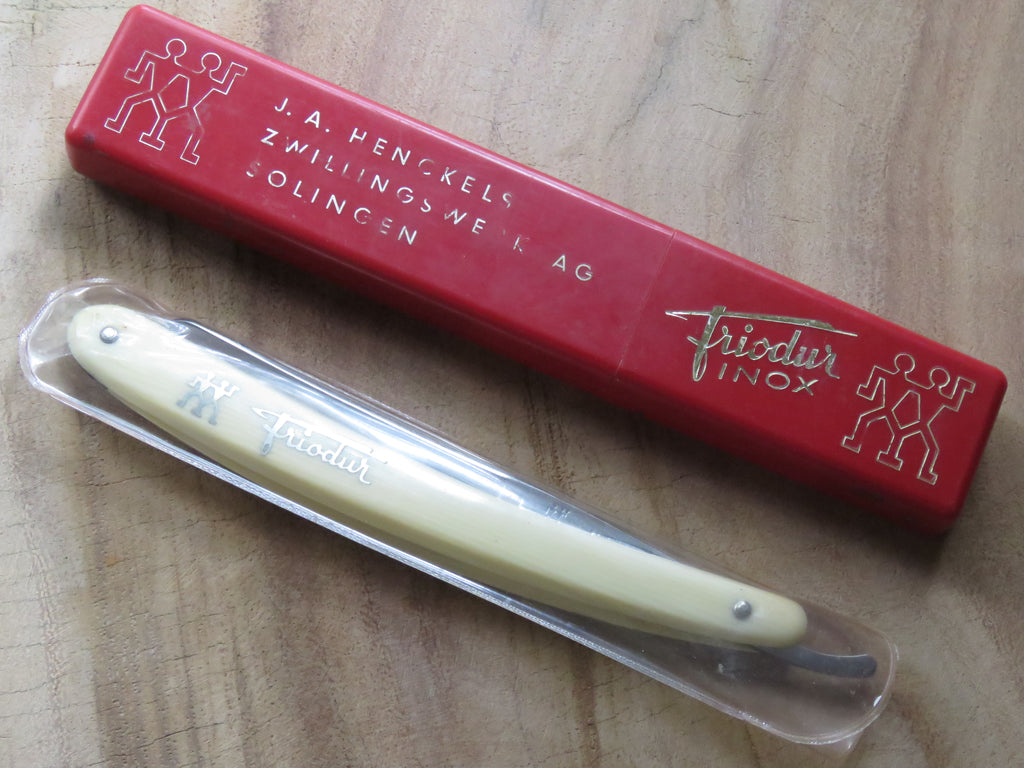 J. A. HENCKELS
ZWILLINGSWERK AG
SOLINGEN
Friodur
INOX
Friodur